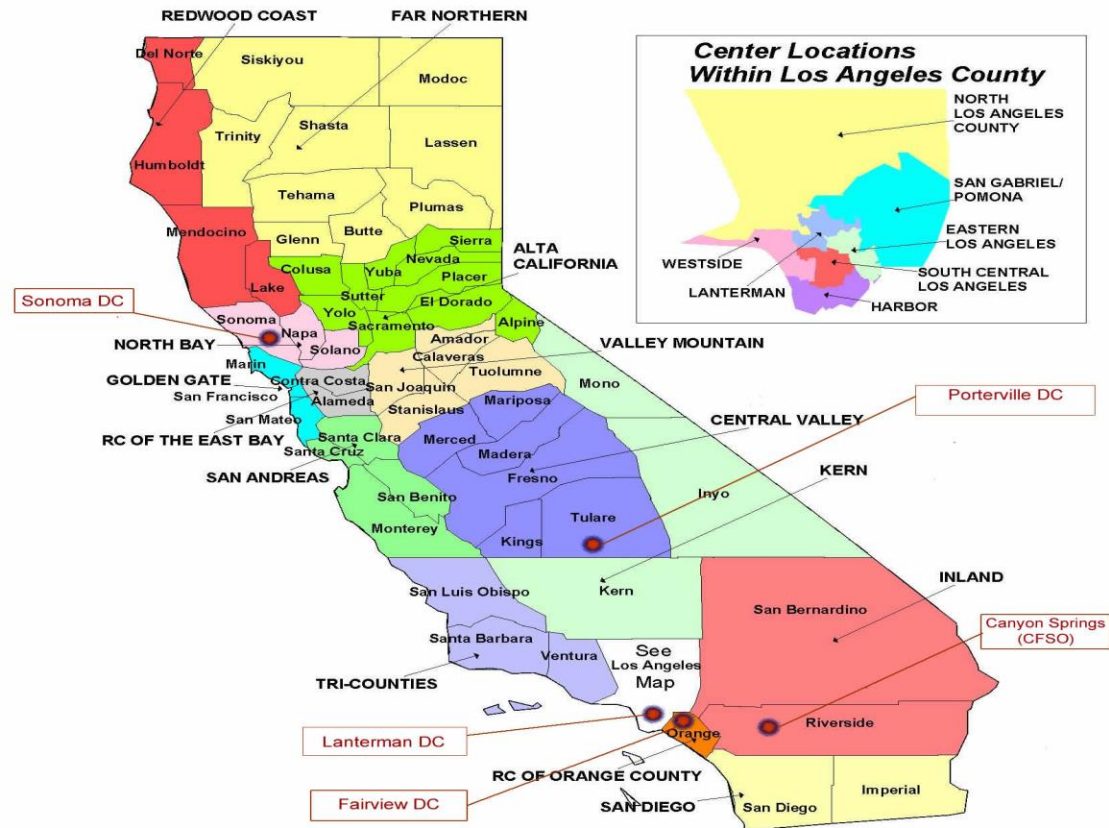 REDWOOD COAST
FAR NORTHERN
Del Norte
Siskiyou
Modoc
Trinity
Shasta
Lassen
Humboldt
Tehama
Plumas
Mendocino
Glenn
Butte
Sierra
Colusa
Yuba
Nevada
Placer
ALTA
CALIFORNIA
Lake
Sutter
El Dorado
Sonoma DC
Sonoma
Yolo
Sacramento
Alpine
Napa
Amador
NORTH BAY
Solano
Calaveras
VALLEY MOUNTAIN
Marin
Tuolumne
GOLDEN GATE
Contra Costa
San Joaquin
Mono
San Francisco
Alameda
Stanislaus
Mariposa
Porterville DC
San Mateo
RC OF THE EAST BAY
Santa Clara
Merced
CENTRAL VALLEY
Santa Cruz
Madera
SAN ANDREAS
Fresno
KERN
San Benito
Inyo
Monterey
Tulare
Kings
INLAND
San Luis Obispo
Kern
San Bernardino
Canyon Springs
(CFSO)
Santa Barbara
Ventura
See
Los Angeles
Map
TRI-COUNTIES
Riverside
Lanterman DC
Orange
RC OF ORANGE COUNTY
Fairview DC
SAN DIEGO
San Diego
Imperial
Center Locations
Within Los Angeles County
NORTH
LOS ANGELES
COUNTY
SAN GABRIEL/
POMONA
EASTERN
LOS ANGELES
WESTSIDE
SOUTH CENTRAL
LOS ANGELES
LANTERMAN
HARBOR